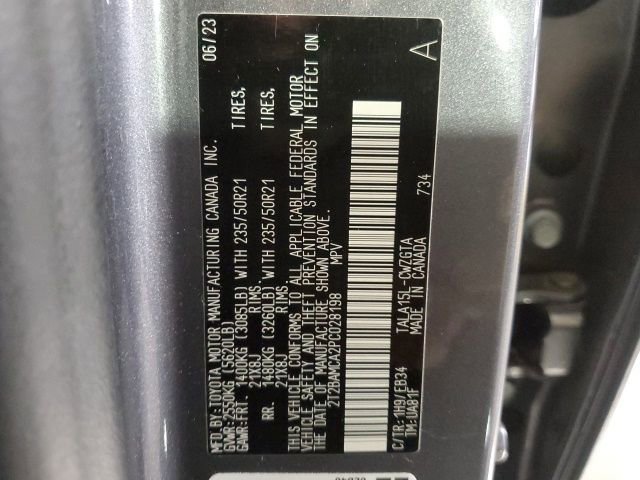 MFD. BY:TOYOTA MOTOR MANUFACTURING CANADA INC. 06/23
GVWR:2550KG (5620LB)
GAWR:FRT. 1400KG (3085LB) WITH 235/50R21 TIRES,
21X8J RIMS
RR. 1480KG (3260LB) WITH 235/50R21 TIRES,
21X8J RIMS
THIS VEHICLE CONFORMS TO ALL APPLICABLE FEDERAL MOTOR
VEHICLE SAFETY AND THEFT PREVENTION STANDARDS IN EFFECT ON
THE DATE OF MANUFACTURE SHOWN ABOVE.
2T2BAMCA2PC028198 MPV
A
C/TR:1H9/EB34 TALA15L-CWZGTA
TM:UA81F MADE IN CANADA 734